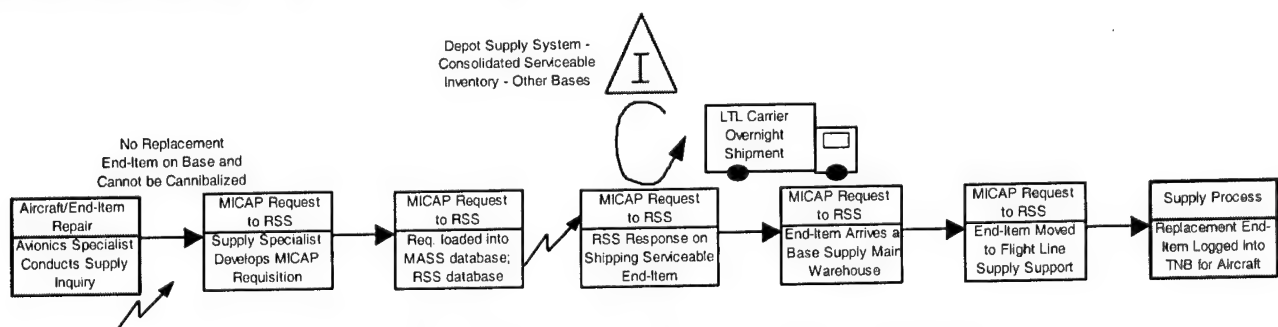 Depot Supply System -
Consolidated Serviceable
Inventory - Other Bases
I
No Replacement
End-Item on Base and
Cannot be Cannibalized
LTL Carrier
Overnight
Shipment
Aircraft/End-Item
Repair
Avionics Specialist
Conducts Supply
Inquiry
MICAP Request
to RSS
Supply Specialist
Develops MICAP
Requisition
MICAP Request
to RSS
Req. loaded into
MASS database;
RSS database
MICAP Request
to RSS
RSS Response on
Shipping Serviceable
End-Item
MICAP Request
to RSS
End-Item Arrives a
Base Supply Main
Warehouse
MICAP Request
to RSS
End-Item Moved
to Flight Line
Supply Support
Supply Process
Replacement End-
Item Logged into
TNB for Aircraft